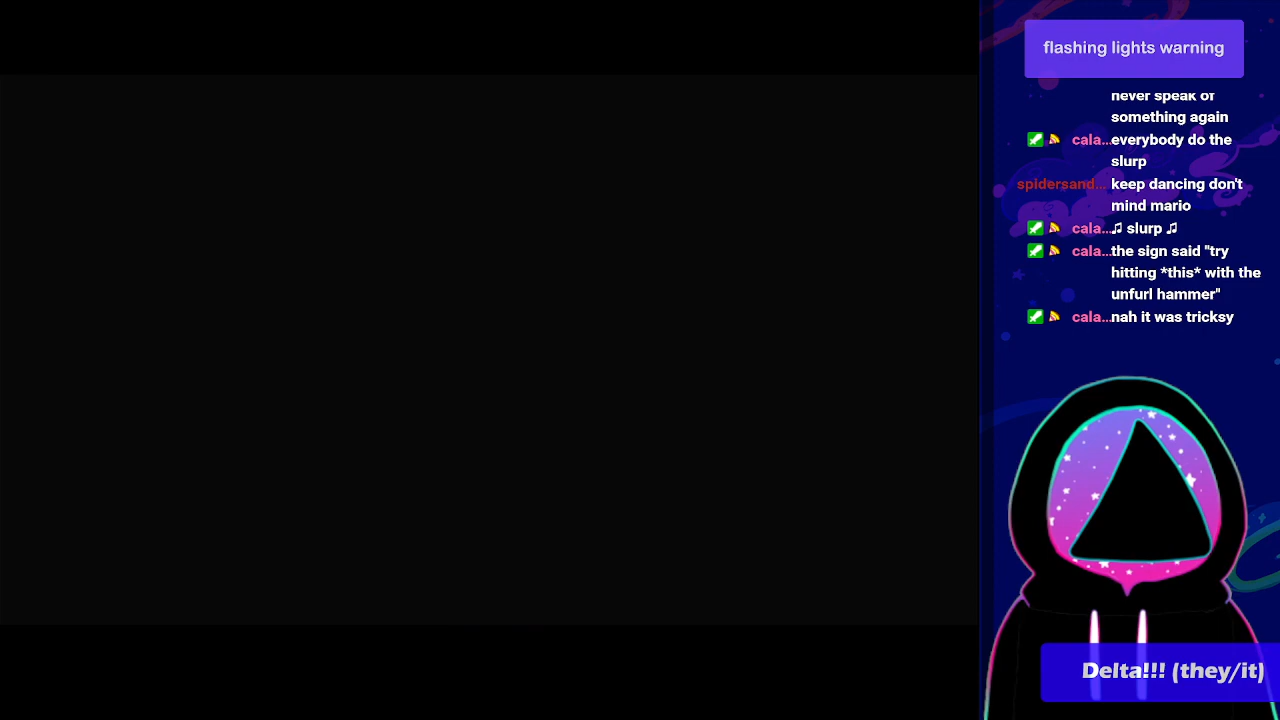 flashing lights warning
never speak of
something again
cala...everybody do the
slurp
spidersand...keep dancing don't
mind mario
cala...♫ slurp ♫
cala...the sign said "try
hitting *this* with the
unfurl hammer"
cala...nah it was tricksy
Delta!!! (they/it)